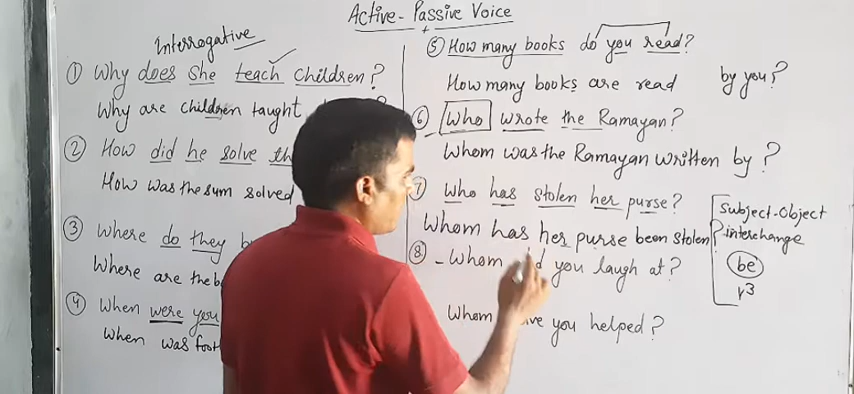 Active-Passive Voice
Interrogative
① Why does she teach children?
Why are children taught ?
② How did he solve
How was the sum solved
③ Where do they
Where are the
④ When were you
When was
⑤ How many books do you read?
How many books are read by you?
⑥ Who wrote the Ramayan?
Whom was the Ramayan written by?
⑦ Who has stolen her purse?
Whom has her purse been stolen?
⑧ - Whom you laugh at?
Whom you helped?
Subject-Object
interchange
be
v3